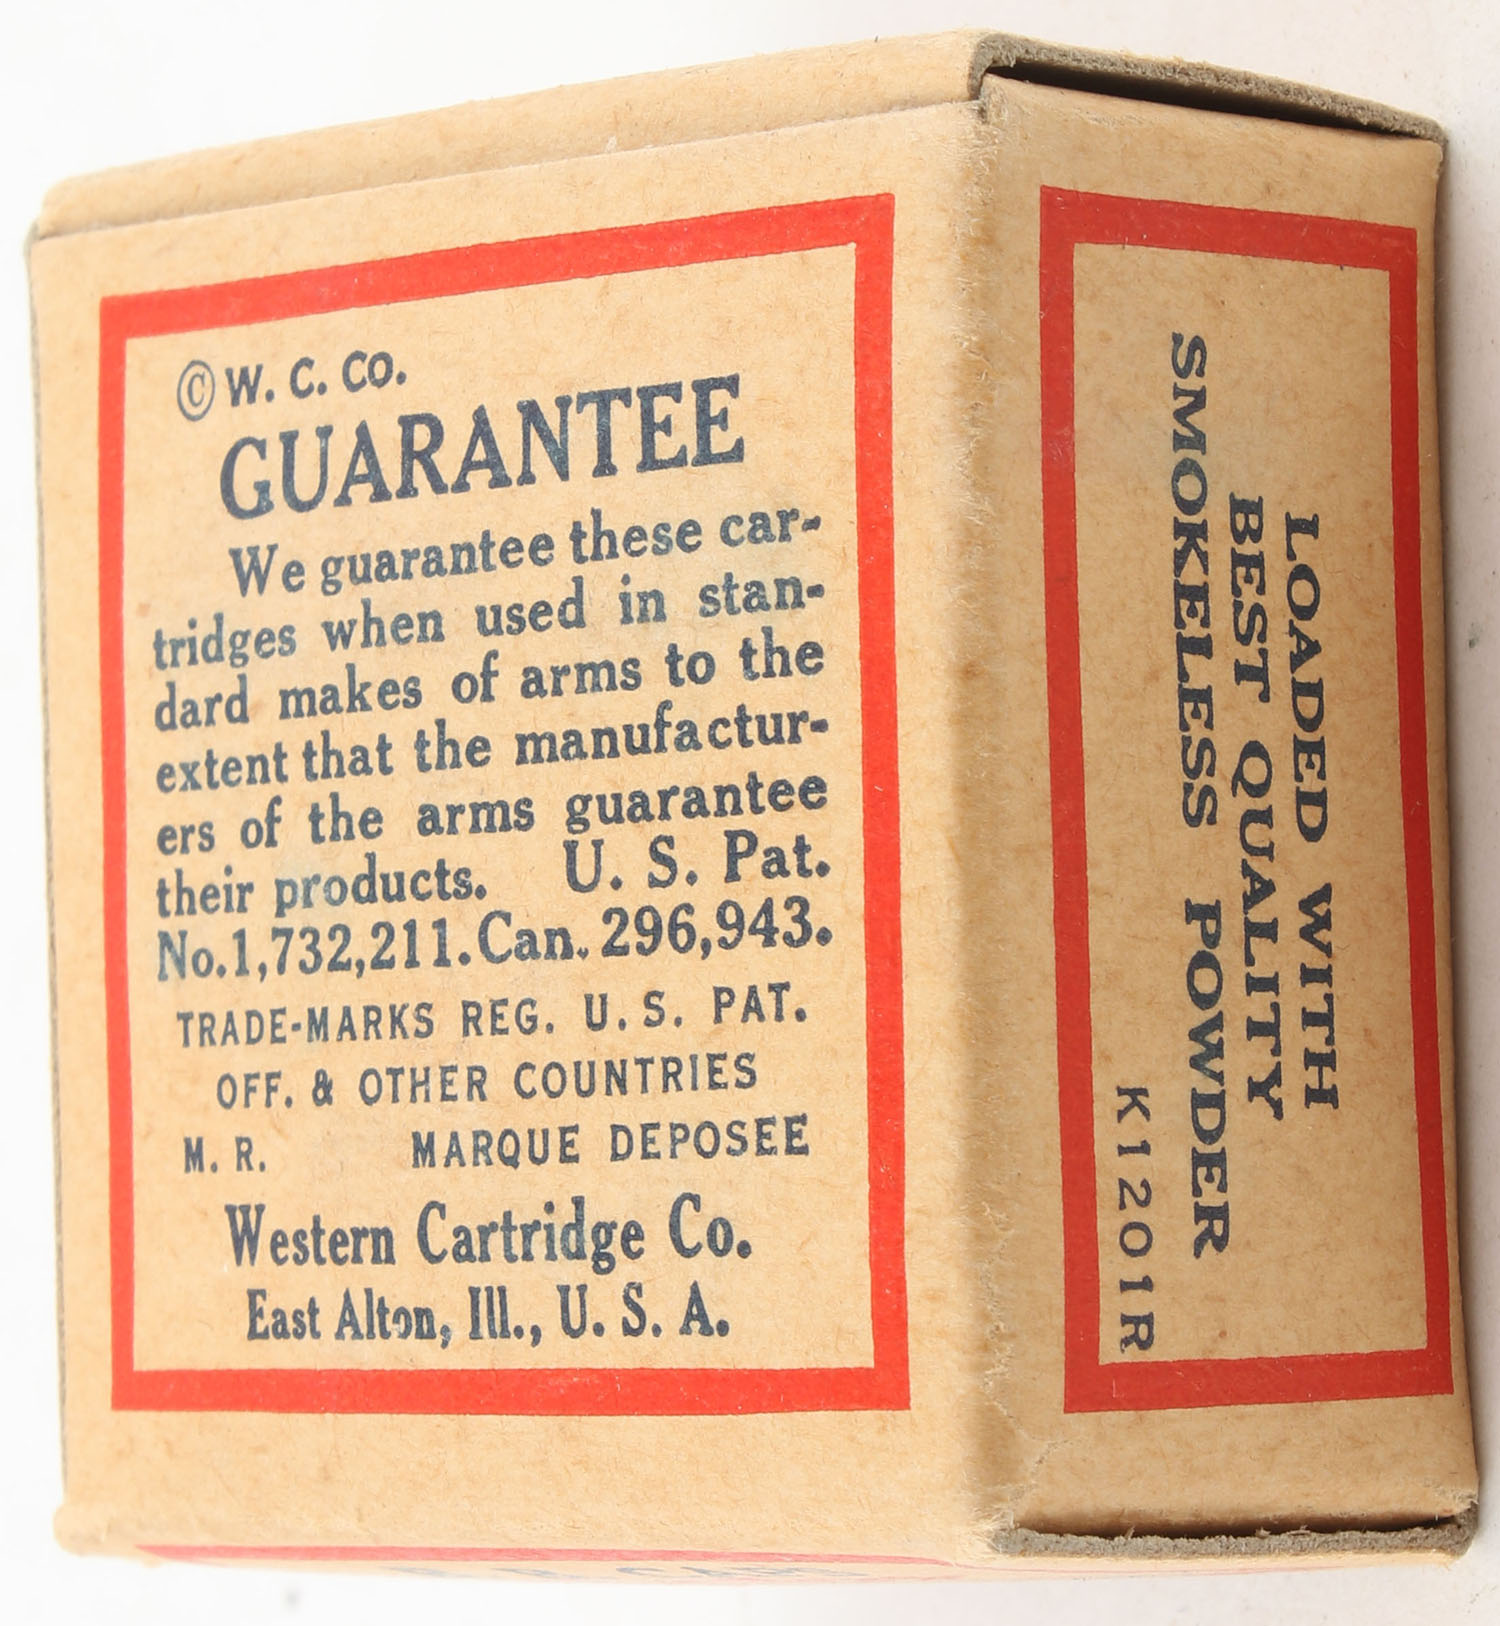 © W. C. CO.
GUARANTEE
We guarantee these car-
tridges when used in stan-
dard makes of arms to the
extent that the manufactur-
ers of the arms guarantee
their products. U. S. Pat.
No. 1,732,211. Can. 296,943.
TRADE-MARKS REG. U. S. PAT.
OFF. & OTHER COUNTRIES
M. R. MARQUE DEPOSEE
Western Cartridge Co.
East Alton, Ill., U. S. A.
LOADED WITH
BEST QUALITY
SMOKELESS POWDER
K1201R